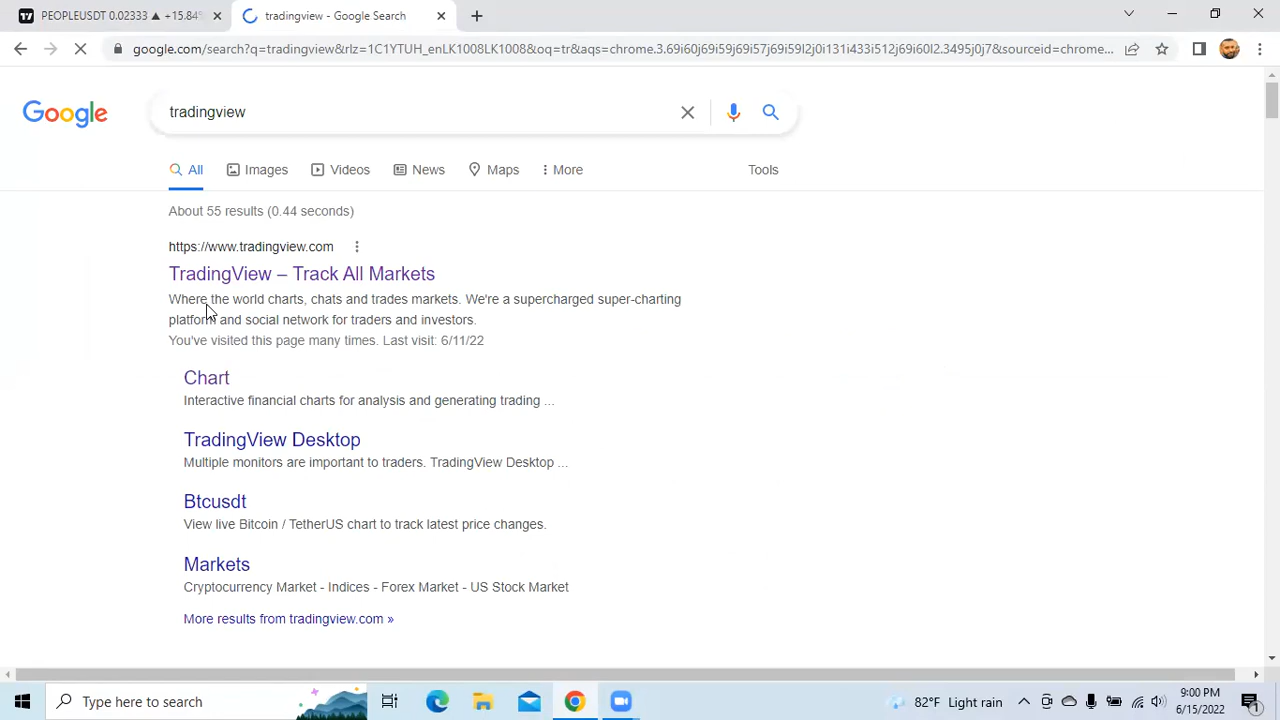 PEOPLEUSDT 0.02333 ▲ +15.84%
tradingview - Google Search
google.com/search?q=tradingview&rlz=1C1YTUH_enLK1008LK1008&oq=tr&aqs=chrome.3.69i60j69i59j69i57j69i59l2j0i131i433i512j69i60l2.3495j0j7&sourceid=chrome...
Google
tradingview
All Images Videos News Maps More Tools
About 55 results (0.44 seconds)
https://www.tradingview.com
TradingView – Track All Markets
Where the world charts, chats and trades markets. We're a supercharged super-charting
platform and social network for traders and investors.
You've visited this page many times. Last visit: 6/11/22
Chart
Interactive financial charts for analysis and generating trading ...
TradingView Desktop
Multiple monitors are important to traders. TradingView Desktop ...
Btcusdt
View live Bitcoin / TetherUS chart to track latest price changes.
Markets
Cryptocurrency Market - Indices - Forex Market - US Stock Market
More results from tradingview.com »
Type here to search
82°F Light rain
9:00 PM
6/15/2022
1